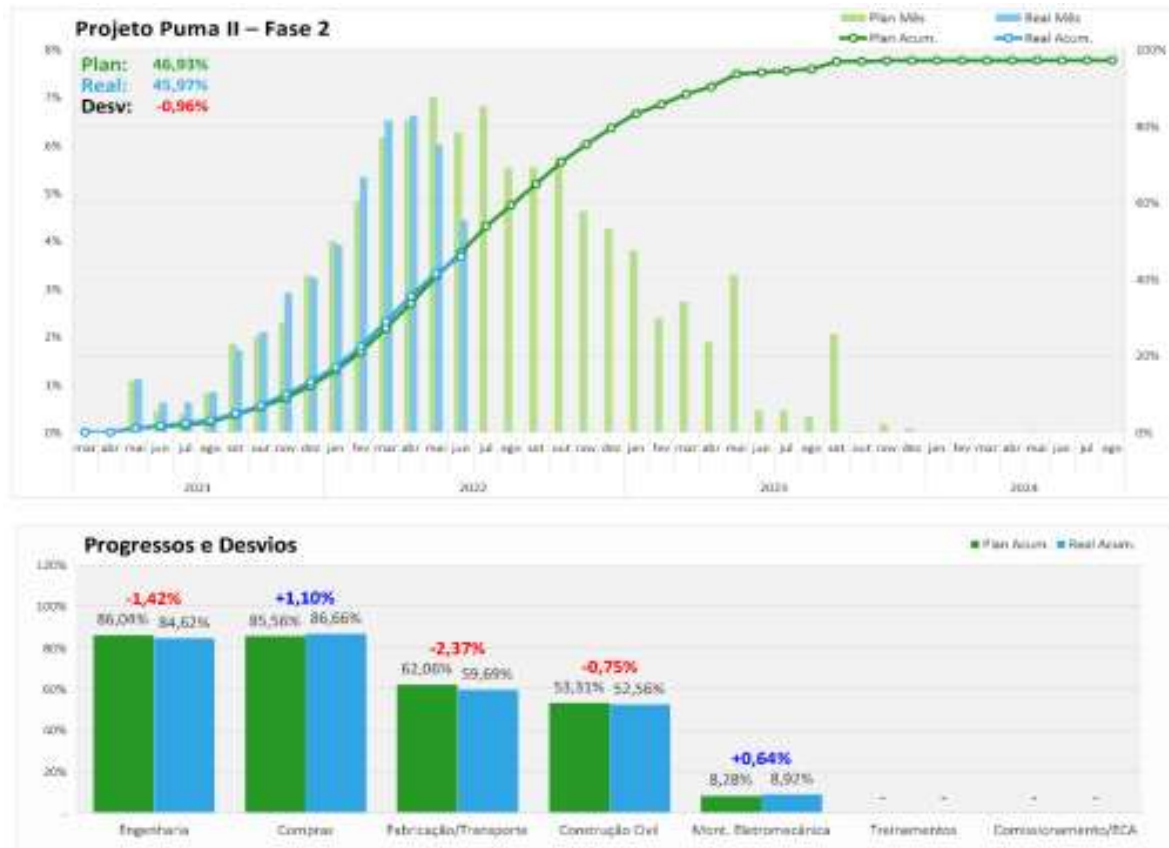 Projeto Puma II – Fase 2
Plan Mês
Real Mês
Plan Acum.
Real Acum.
Plan: 46,93%
Real: 45,97%
Desv: -0,96%
8%
7%
6%
5%
4%
3%
2%
1%
0%
100%
80%
60%
40%
20%
0%
mar abr mai jun jul ago set out nov dez jan fev mar abr mai jun jul ago set out nov dez jan fev mar abr mai jun jul ago set out nov dez jan fev mar abr mai jun jul ago
2021 2022 2023 2024
Progressos e Desvios
Plan Acum. Real Acum.
120%
100%
80%
60%
40%
20%
-
-1,42%
86,04% 84,62%
+1,10%
85,56% 86,66%
-2,37%
62,06% 59,69%
-0,75%
53,31% 52,56%
+0,64%
8,28% 8,92%
- - - -
Engenharia Compras Fabricação/Transporte Construção Civil Mont. Eletromecânica Treinamentos Comissionamento/ECA